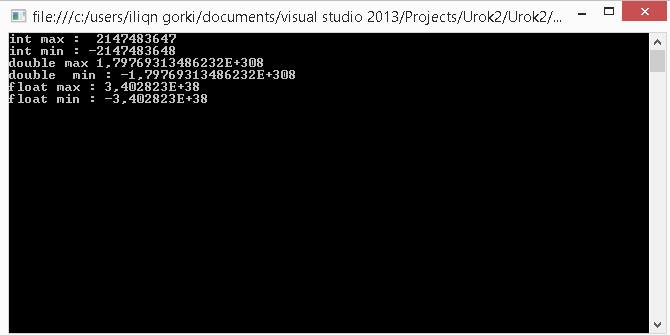 file:///c:/users/iliqn gorki/documents/visual studio 2013/Projects/Urok2/Urok2/...
int max :  2147483647
int min : -2147483648
double max 1,79769313486232E+308
double  min : -1,79769313486232E+308
float max : 3,402823E+38
float min : -3,402823E+38